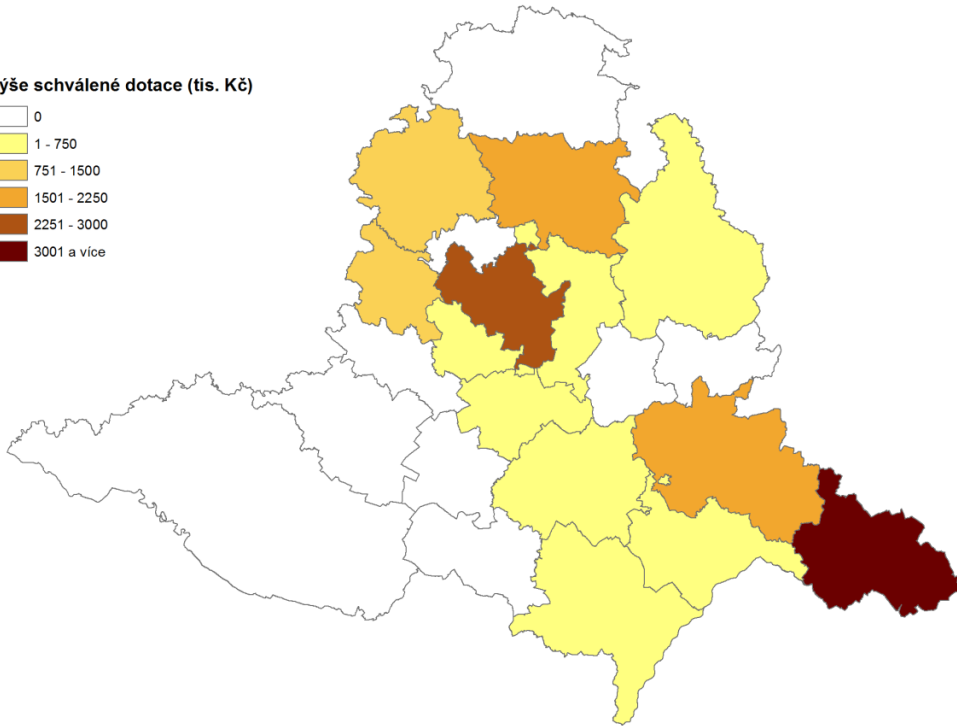 ýše schválené dotace (tis. Kč)
0
1 - 750
751 - 1500
1501 - 2250
2251 - 3000
3001 a více